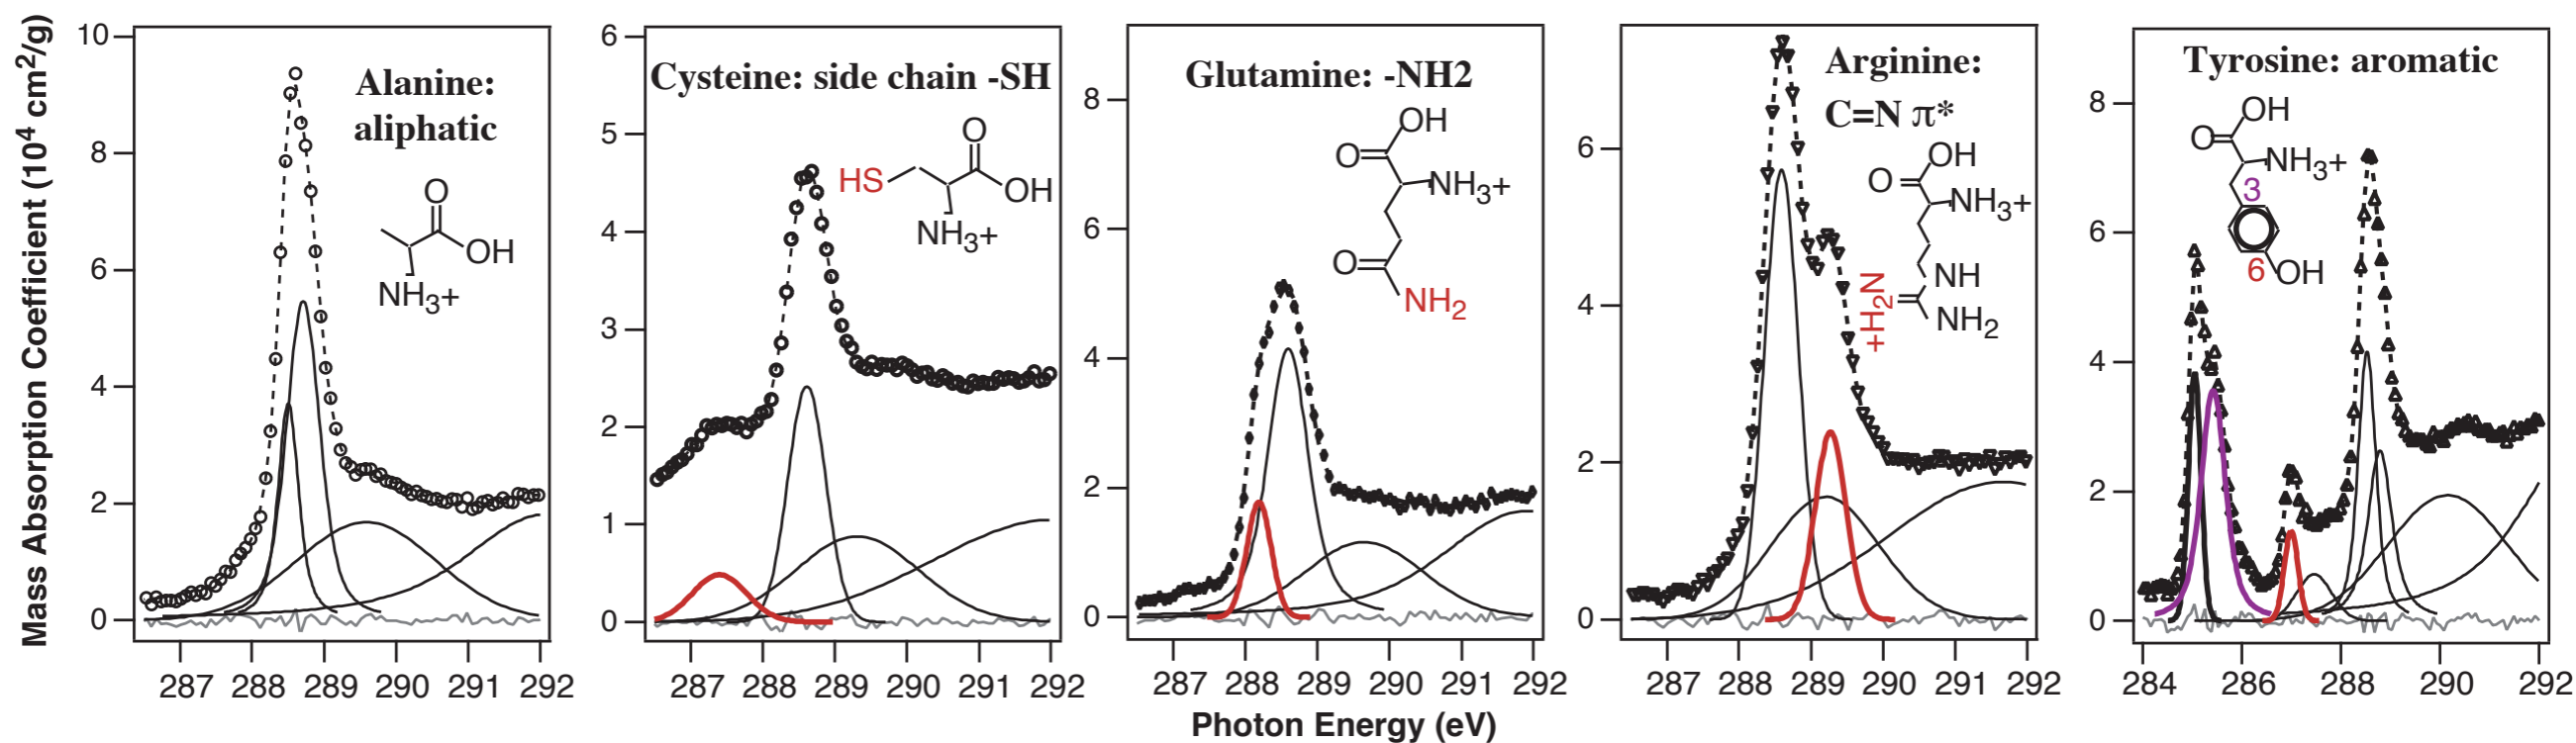 Mass Absorption Coefficient (10⁴ cm²/g)
10
8
6
4
2
0
Alanine:
aliphatic
O
OH
NH3+
287 288 289 290 291 292
6
5
4
3
2
1
0
Cysteine: side chain -SH
O
HS
OH
NH3+
287 288 289 290 291 292
8
6
4
2
0
Glutamine: -NH2
OH
O
NH3+
O
NH2
287 288 289 290 291 292
6
4
2
0
Arginine:
C=N π*
OH
O
NH3+
NH
+H2N
NH2
287 288 289 290 291 292
8
6
4
2
0
Tyrosine: aromatic
OH
O
NH3+
3
6
OH
284 286 288 290 292
Photon Energy (eV)